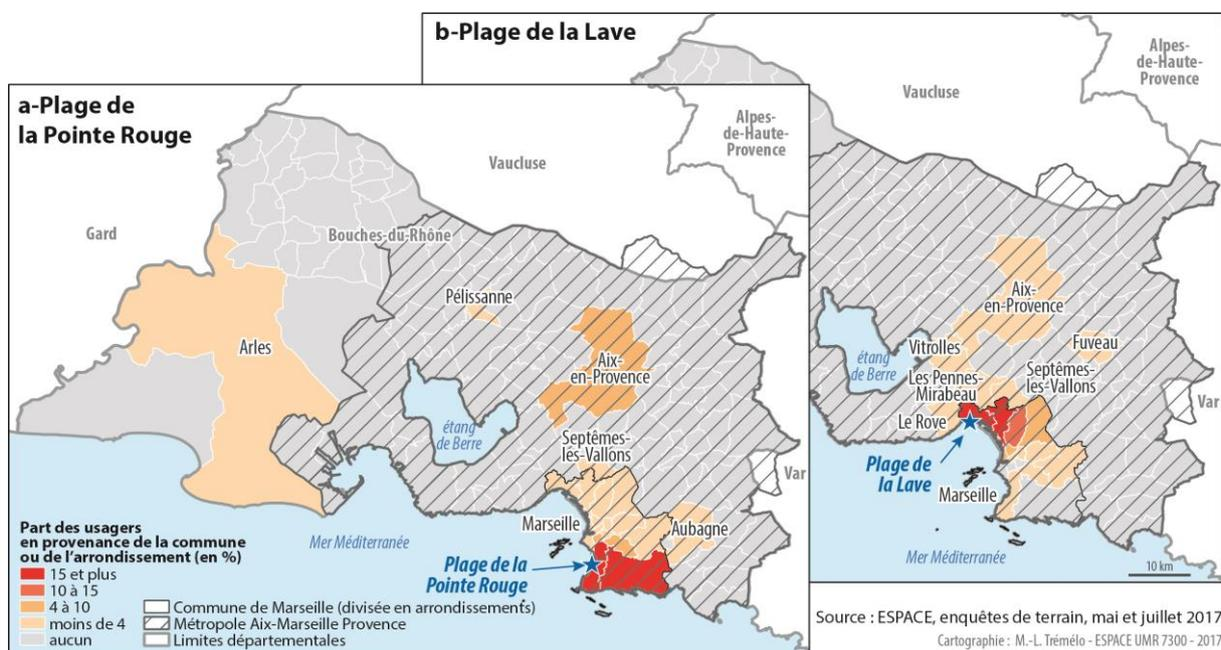 b-Plage de la Lave
Alpes-
de-Haute-
Provence
Vaucluse
Aix-
en-Provence
Fuveau
Vitrolles
étang
de Berre
Les Pennes-
Mirabeau
Septêmes-
les-Vallons
Le Rove
Var
Plage de
la Lave
Marseille
Mer Méditerranée
10 km
a-Plage de
la Pointe Rouge
Alpes-
de-Haute-
Provence
Vaucluse
Gard
Bouches-du-Rhône
Pélissanne
Arles
Aix-
en-Provence
étang
de Berre
Septêmes-
les-Vallons
Var
Marseille
Aubagne
Mer Méditerranée
Plage de la
Pointe Rouge
Part des usagers
en provenance de la commune
ou de l'arrondissement (en %)
15 et plus
10 à 15
4 à 10
moins de 4
aucun
Commune de Marseille (divisée en arrondissements)
Métropole Aix-Marseille Provence
Limites départementales
Source : ESPACE, enquêtes de terrain, mai et juillet 2017
Cartographie : M.-L. Trémélo - ESPACE UMR 7300 - 2017